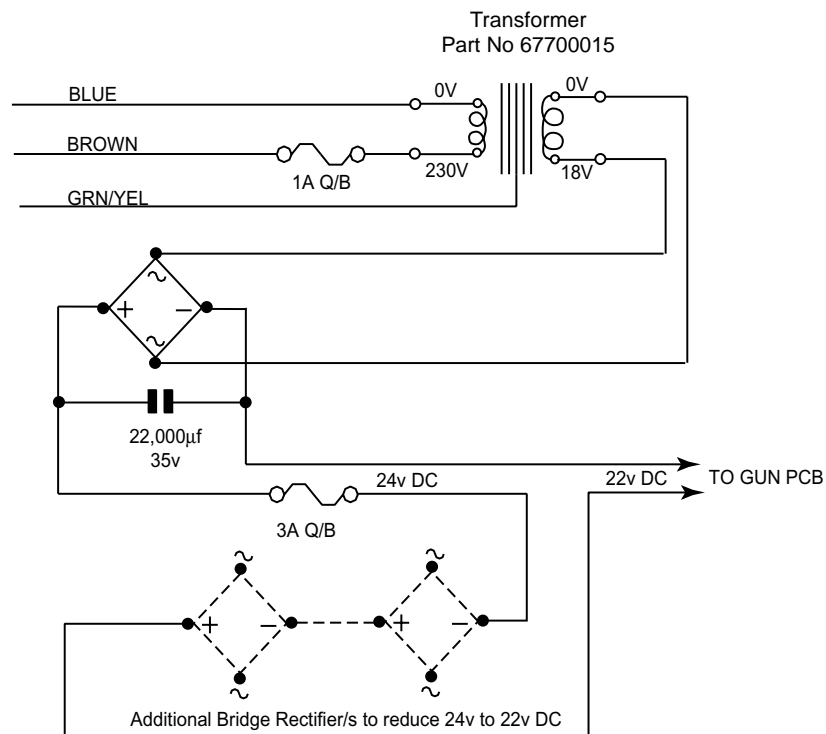 Transformer
Part No 67700015
BLUE
0V
0V
BROWN
1A Q/B
230V
18V
GRN/YEL
~
+
–
~
22,000µf
35v
24v DC
22v DC
TO GUN PCB
3A Q/B
~
~
+
–
+
–
~
~
Additional Bridge Rectifier/s to reduce 24v to 22v DC